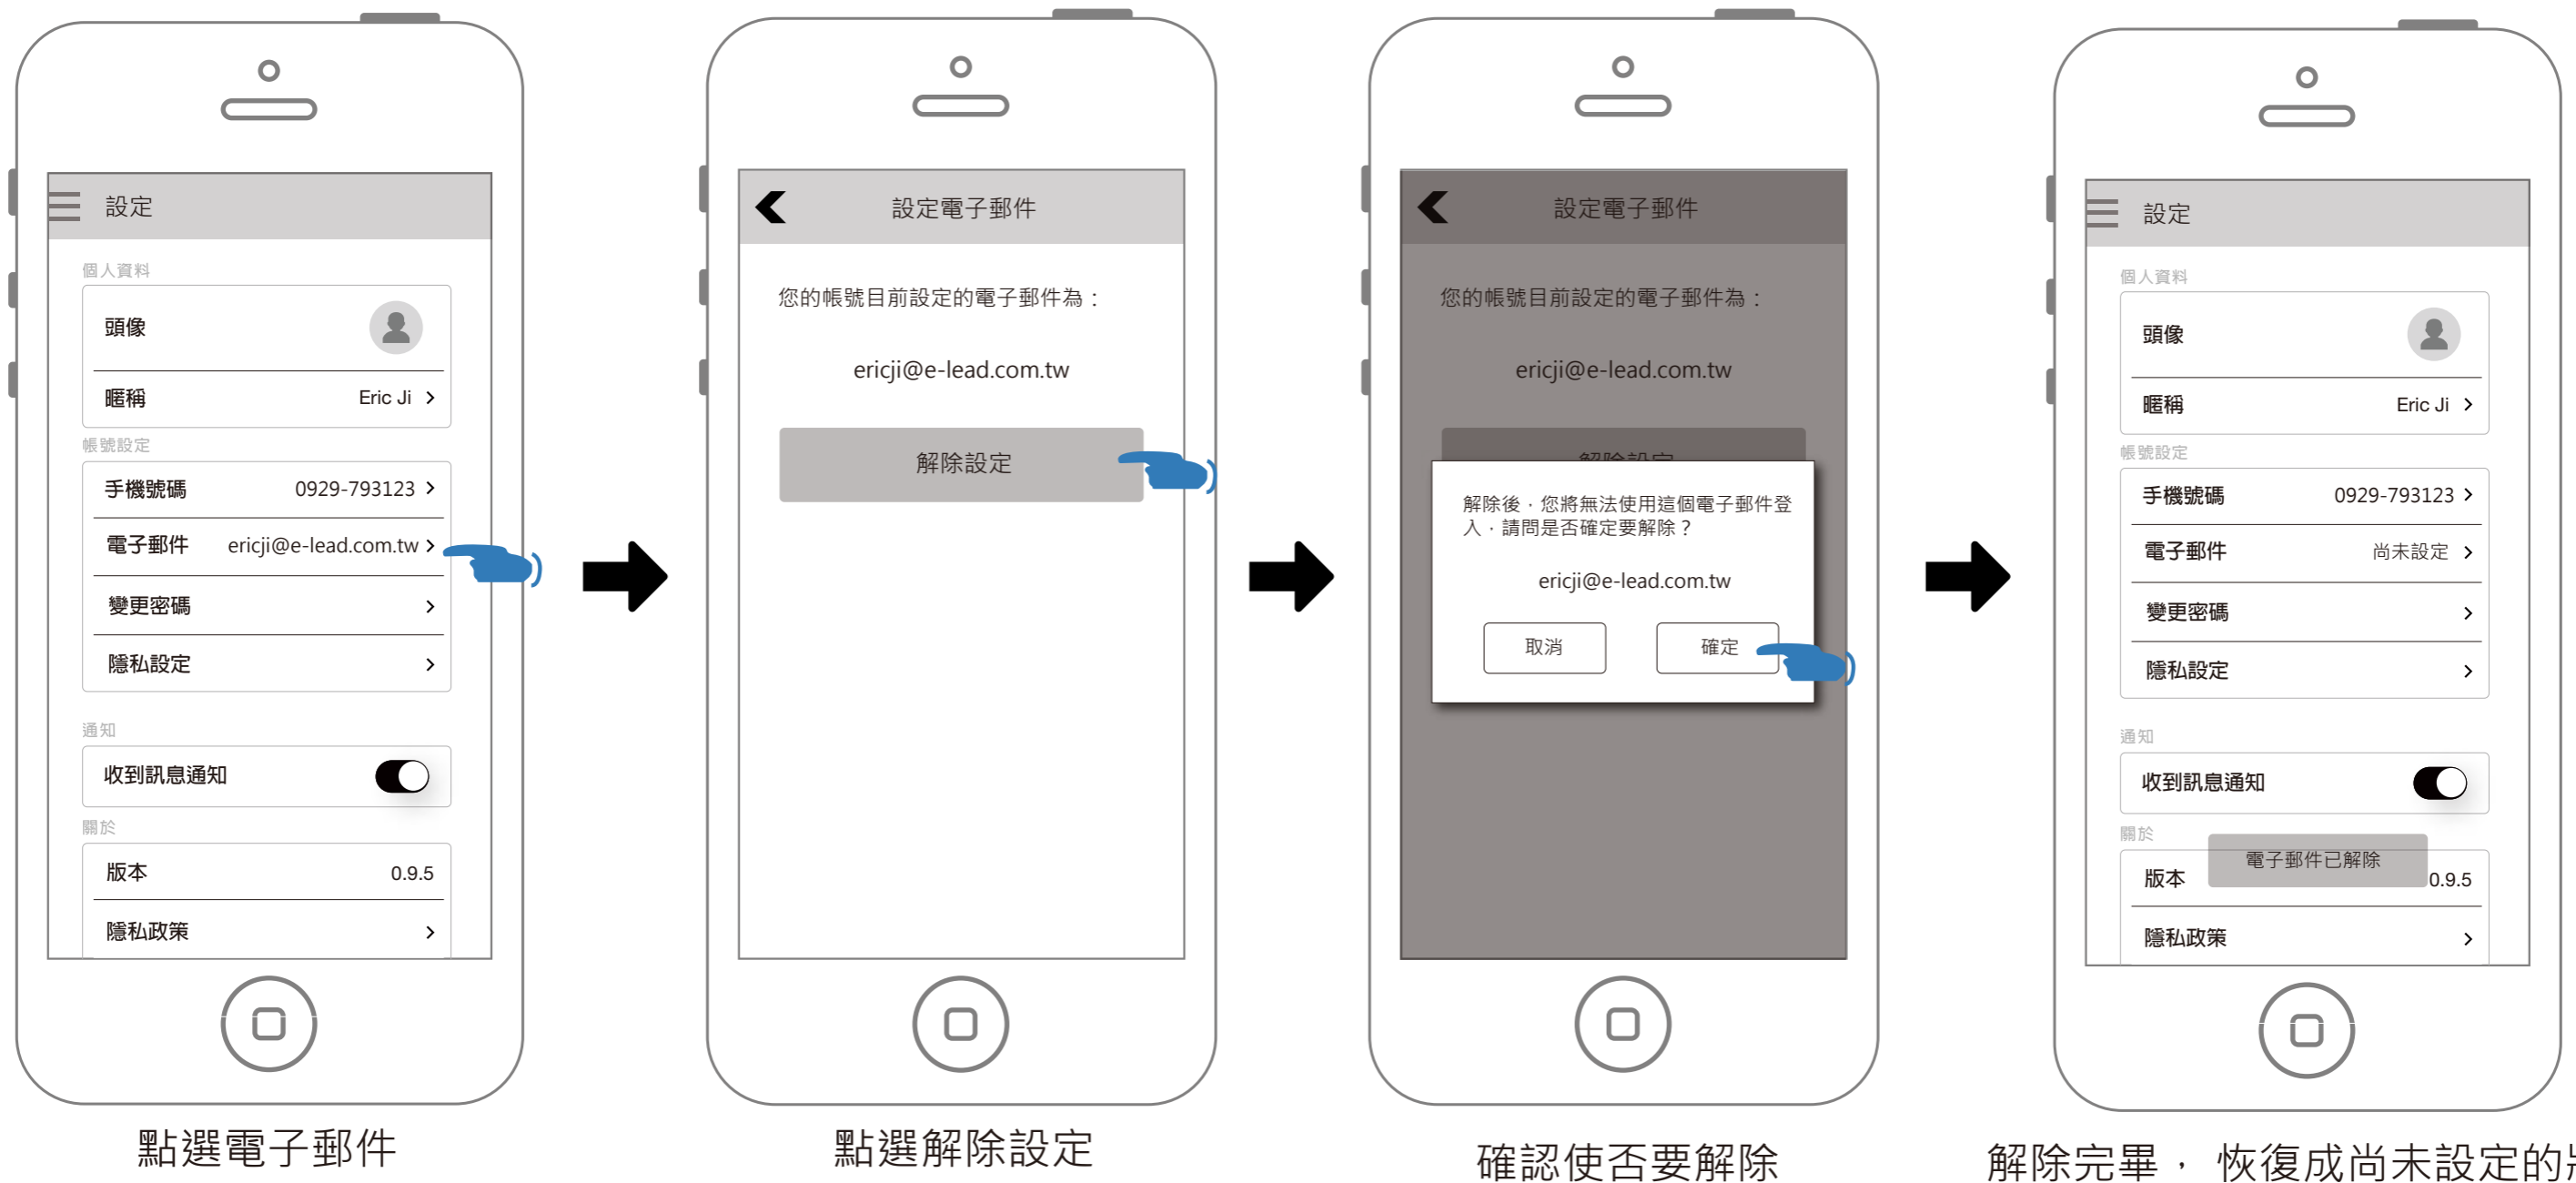 設定
個人資料
頭像
暱稱 Eric Ji
帳號設定
手機號碼 0929-793123
電子郵件 ericji@e-lead.com.tw
變更密碼
隱私設定
通知
收到訊息通知
關於
版本 0.9.5
隱私政策
點選電子郵件
設定電子郵件
您的帳號目前設定的電子郵件為：
ericji@e-lead.com.tw
解除設定
點選解除設定
設定電子郵件
您的帳號目前設定的電子郵件為：
ericji@e-lead.com.tw
解除設定
解除後，您將無法使用這個電子郵件登
入，請問是否確定要解除？
ericji@e-lead.com.tw
取消 確定
確認使否要解除
設定
個人資料
頭像
暱稱 Eric Ji
帳號設定
手機號碼 0929-793123
電子郵件 尚未設定
變更密碼
隱私設定
通知
收到訊息通知
關於
電子郵件已解除
版本 0.9.5
隱私政策
解除完畢， 恢復成尚未設定的